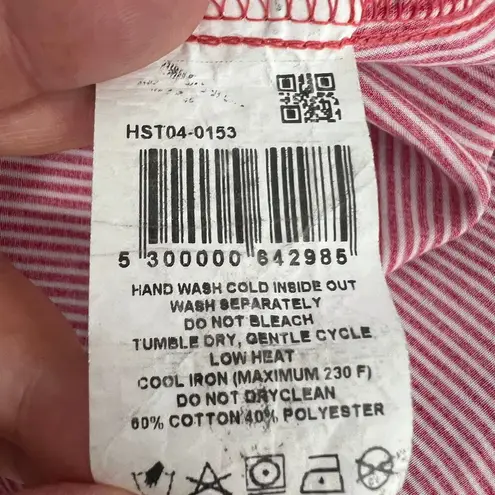 HST04-0153
5 300000 642985
HAND WASH COLD INSIDE OUT
WASH SEPARATELY
DO NOT BLEACH
TUMBLE DRY, GENTLE CYCLE
LOW HEAT
COOL IRON (MAXIMUM 230 F)
DO NOT DRYCLEAN
60% COTTON 40% POLYESTER